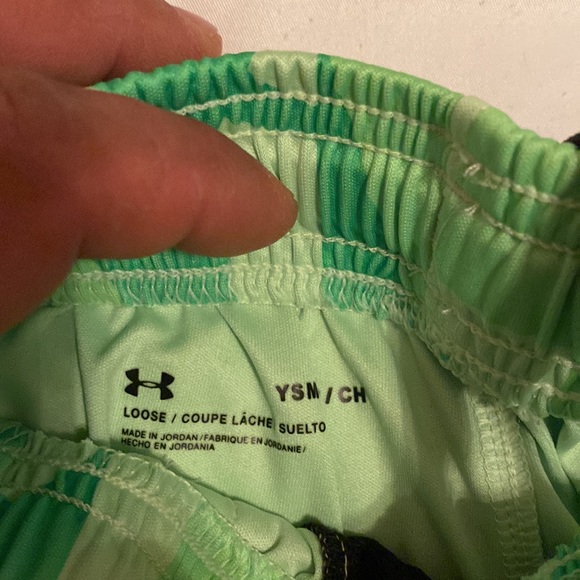 YSM / CH
LOOSE / COUPE LÂCHE SUELTO
MADE IN JORDAN / FABRIQUE EN JORDANIE /
HECHO EN JORDANIA